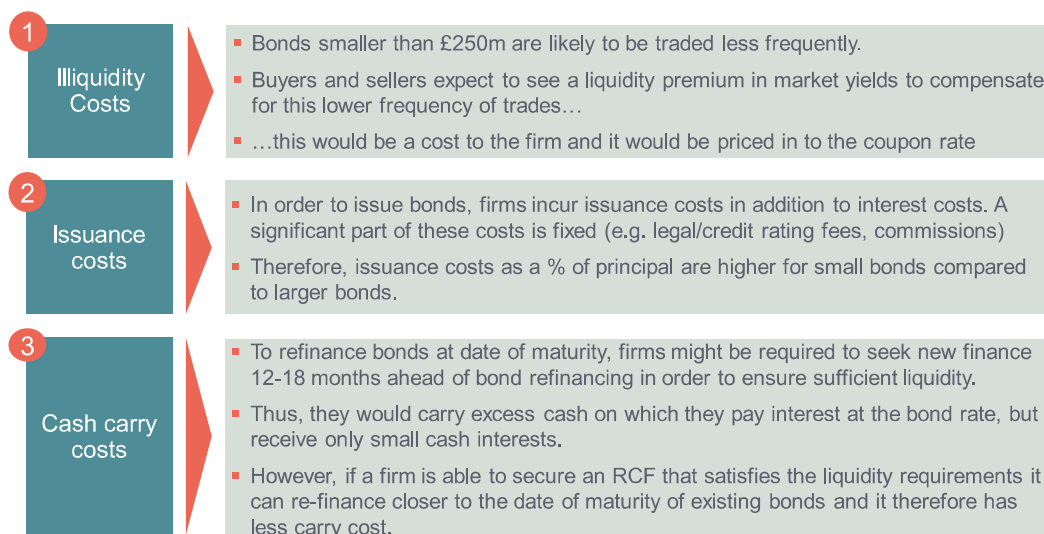 1
Illiquidity
Costs
▪ Bonds smaller than £250m are likely to be traded less frequently.
▪ Buyers and sellers expect to see a liquidity premium in market yields to compensate
for this lower frequency of trades…
▪ …this would be a cost to the firm and it would be priced in to the coupon rate
2
Issuance
costs
▪ In order to issue bonds, firms incur issuance costs in addition to interest costs. A
significant part of these costs is fixed (e.g. legal/credit rating fees, commissions)
▪ Therefore, issuance costs as a % of principal are higher for small bonds compared
to larger bonds.
3
Cash carry
costs
▪ To refinance bonds at date of maturity, firms might be required to seek new finance
12-18 months ahead of bond refinancing in order to ensure sufficient liquidity.
▪ Thus, they would carry excess cash on which they pay interest at the bond rate, but
receive only small cash interests.
▪ However, if a firm is able to secure an RCF that satisfies the liquidity requirements it
can re-finance closer to the date of maturity of existing bonds and it therefore has
less carry cost.